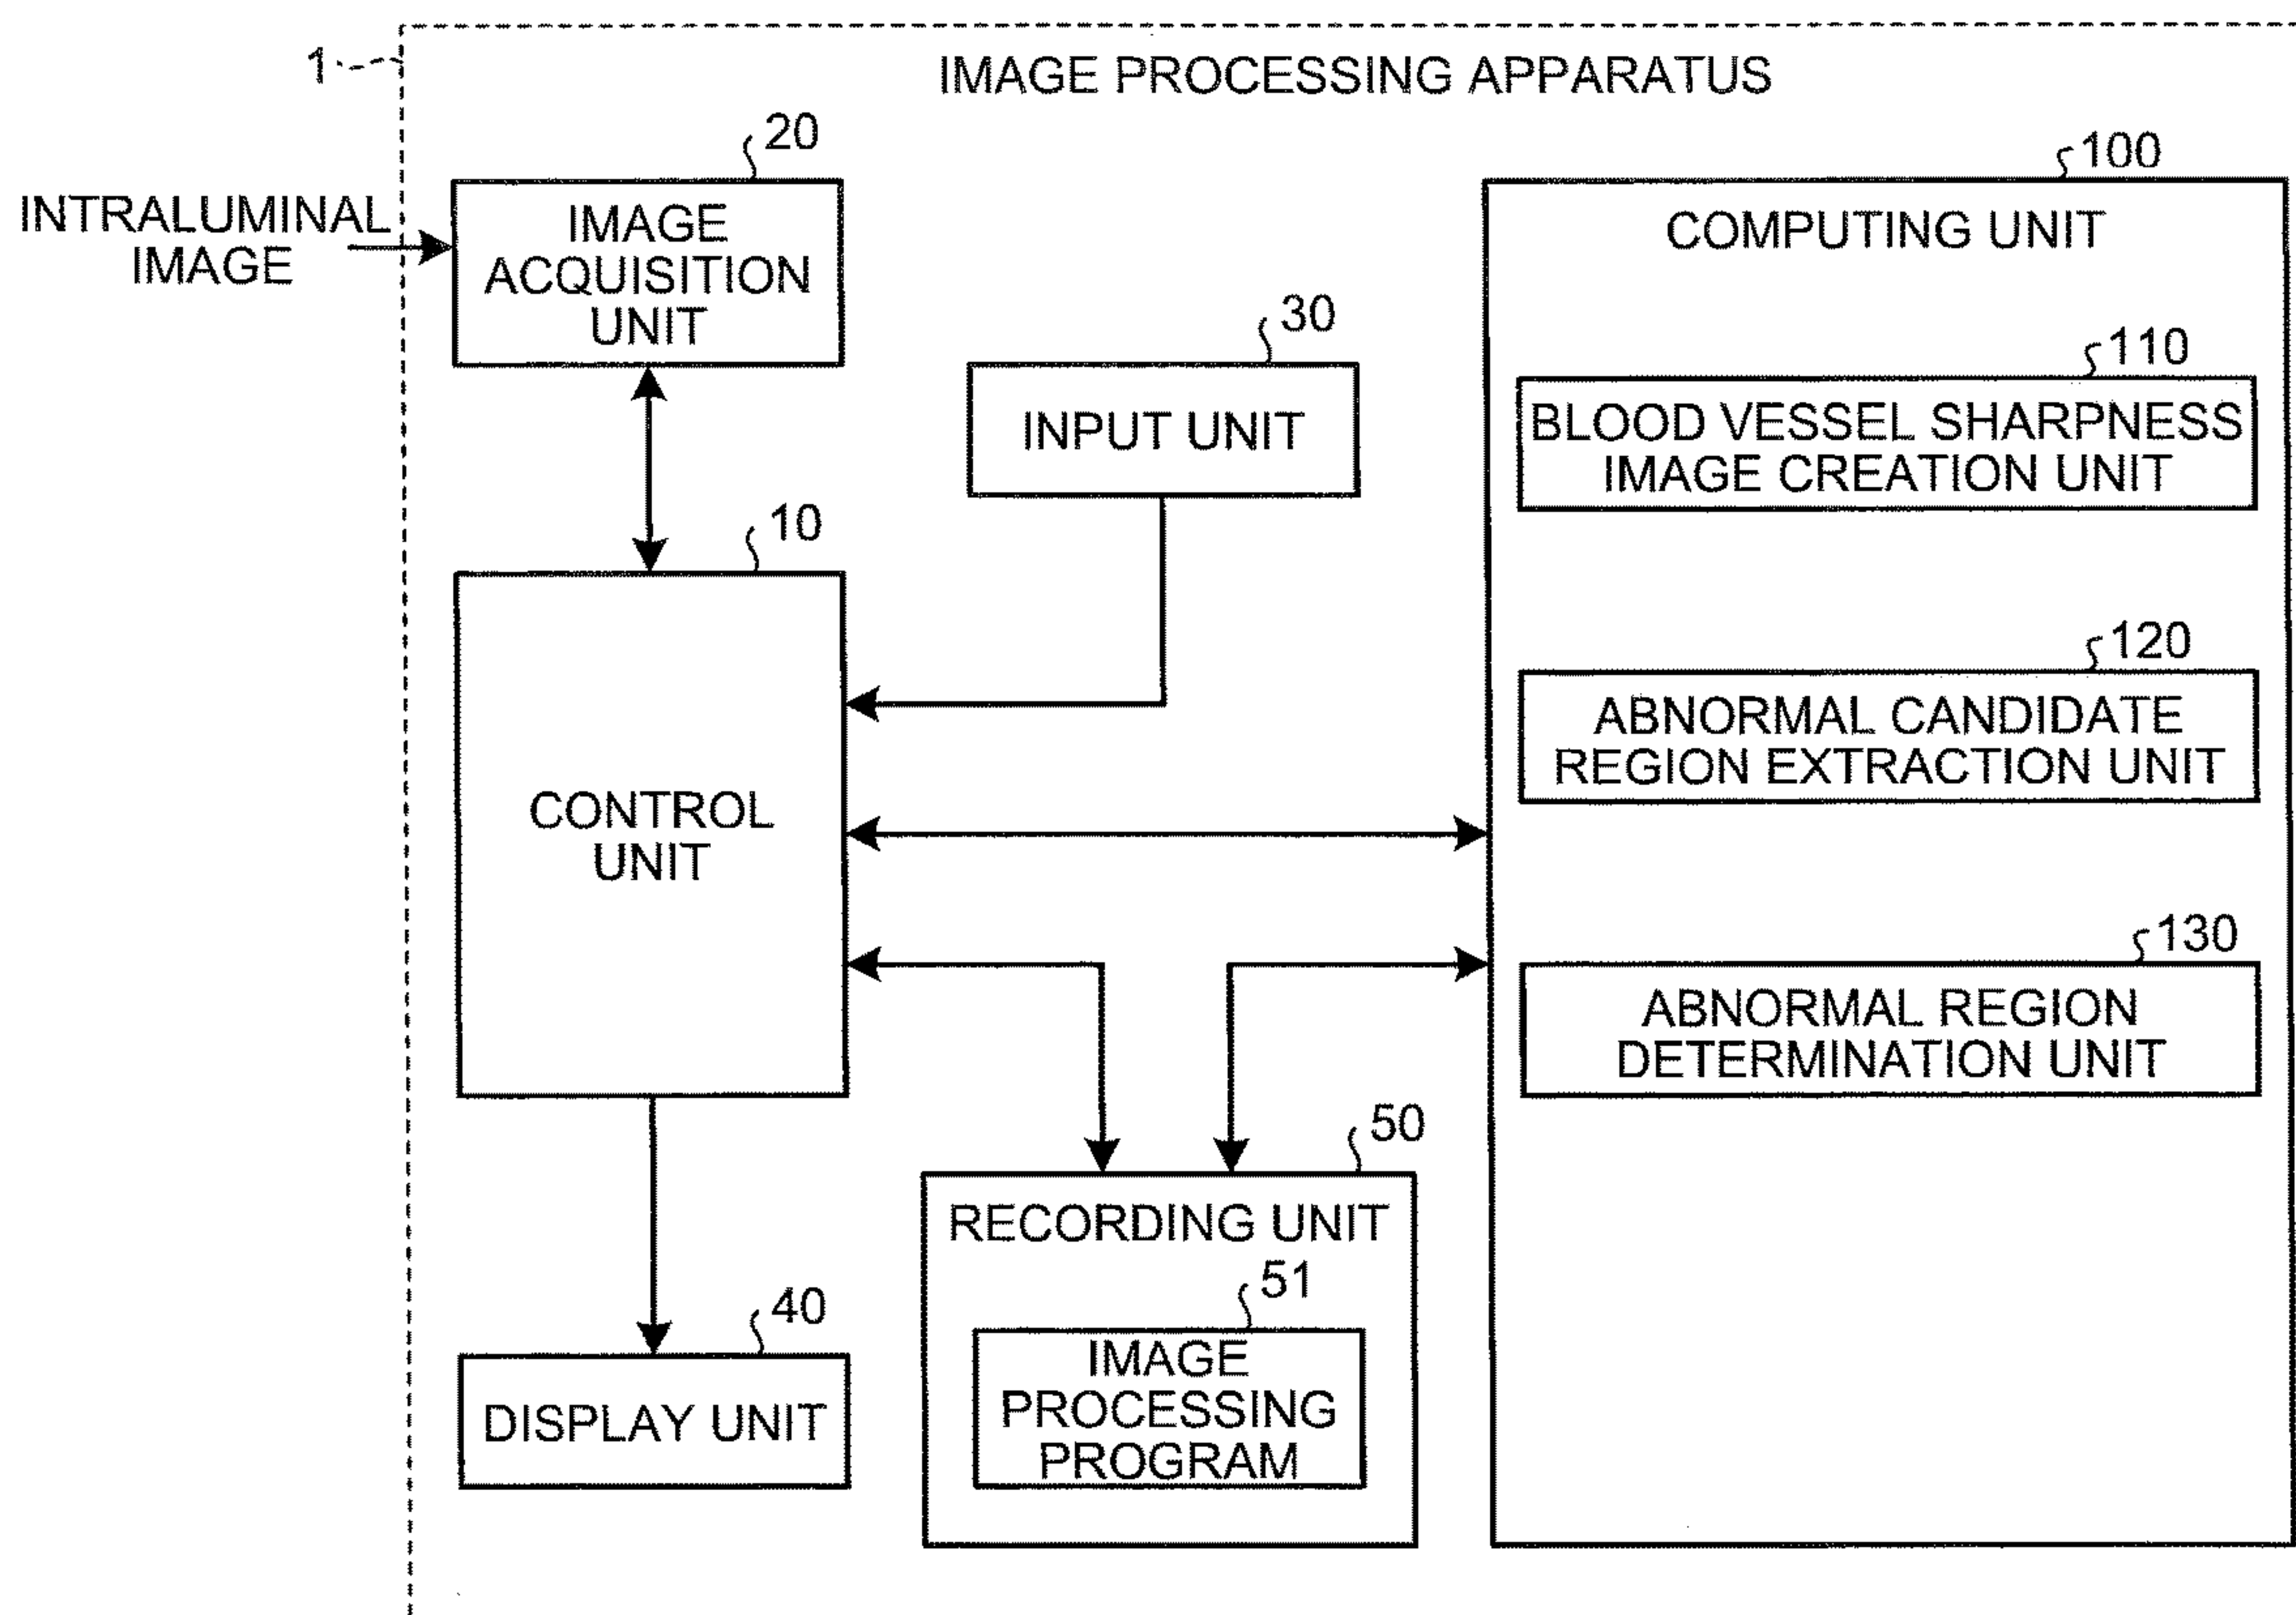 1
IMAGE PROCESSING APPARATUS
INTRALUMINAL
IMAGE
20
IMAGE
ACQUISITION
UNIT
30
INPUT UNIT
10
CONTROL
UNIT
40
DISPLAY UNIT
50
RECORDING UNIT
51
IMAGE
PROCESSING
PROGRAM
100
COMPUTING UNIT
110
BLOOD VESSEL SHARPNESS
IMAGE CREATION UNIT
120
ABNORMAL CANDIDATE
REGION EXTRACTION UNIT
130
ABNORMAL REGION
DETERMINATION UNIT